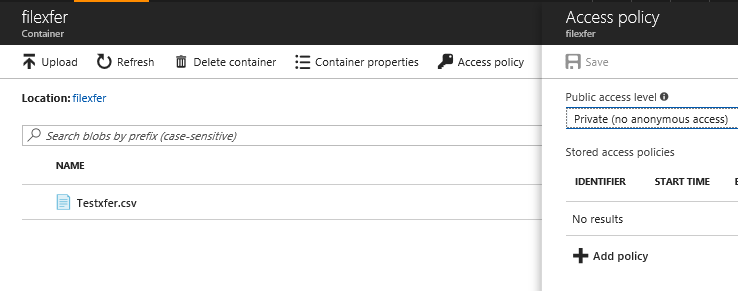 filexfer
Container
Upload Refresh Delete container Container properties Access policy
Location: filexfer
Search blobs by prefix (case-sensitive)
NAME
Testxfer.csv
Access policy
filexfer
Save
Public access level
Private (no anonymous access)
Stored access policies
IDENTIFIER START TIME
No results
Add policy